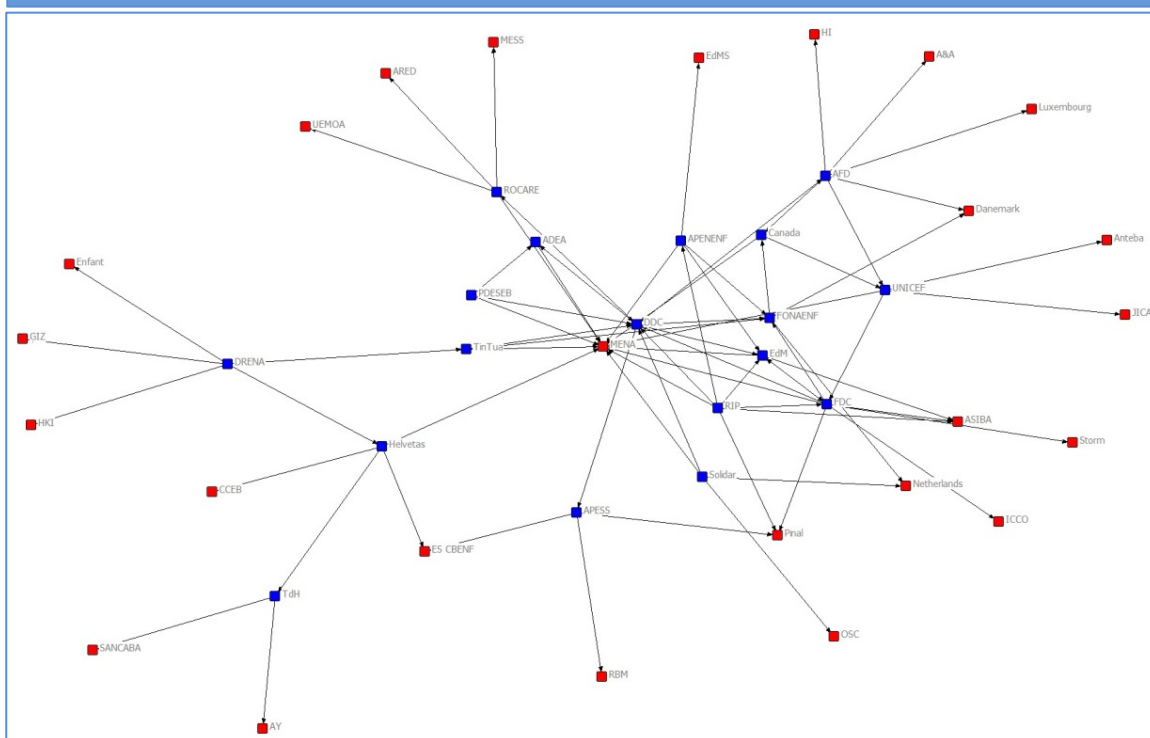 HI
MESS
A&A
EdMS
ARED
Luxembourg
UEMOA
AFD
ROCARE
Danemark
Canada
Anteba
ADEA
APENENF
Enfant
UNICEF
PDESEB
JICA
FONAENF
DDC
GIZ
MENA
TinTua
EdM
DRENA
FDC
RIP
ASIBA
HKI
Storm
Helvetas
Solidar
Netherlands
CCEB
APESS
ICCO
Pinal
ES CBENF
TdH
OSC
SANCABA
RBM
AY